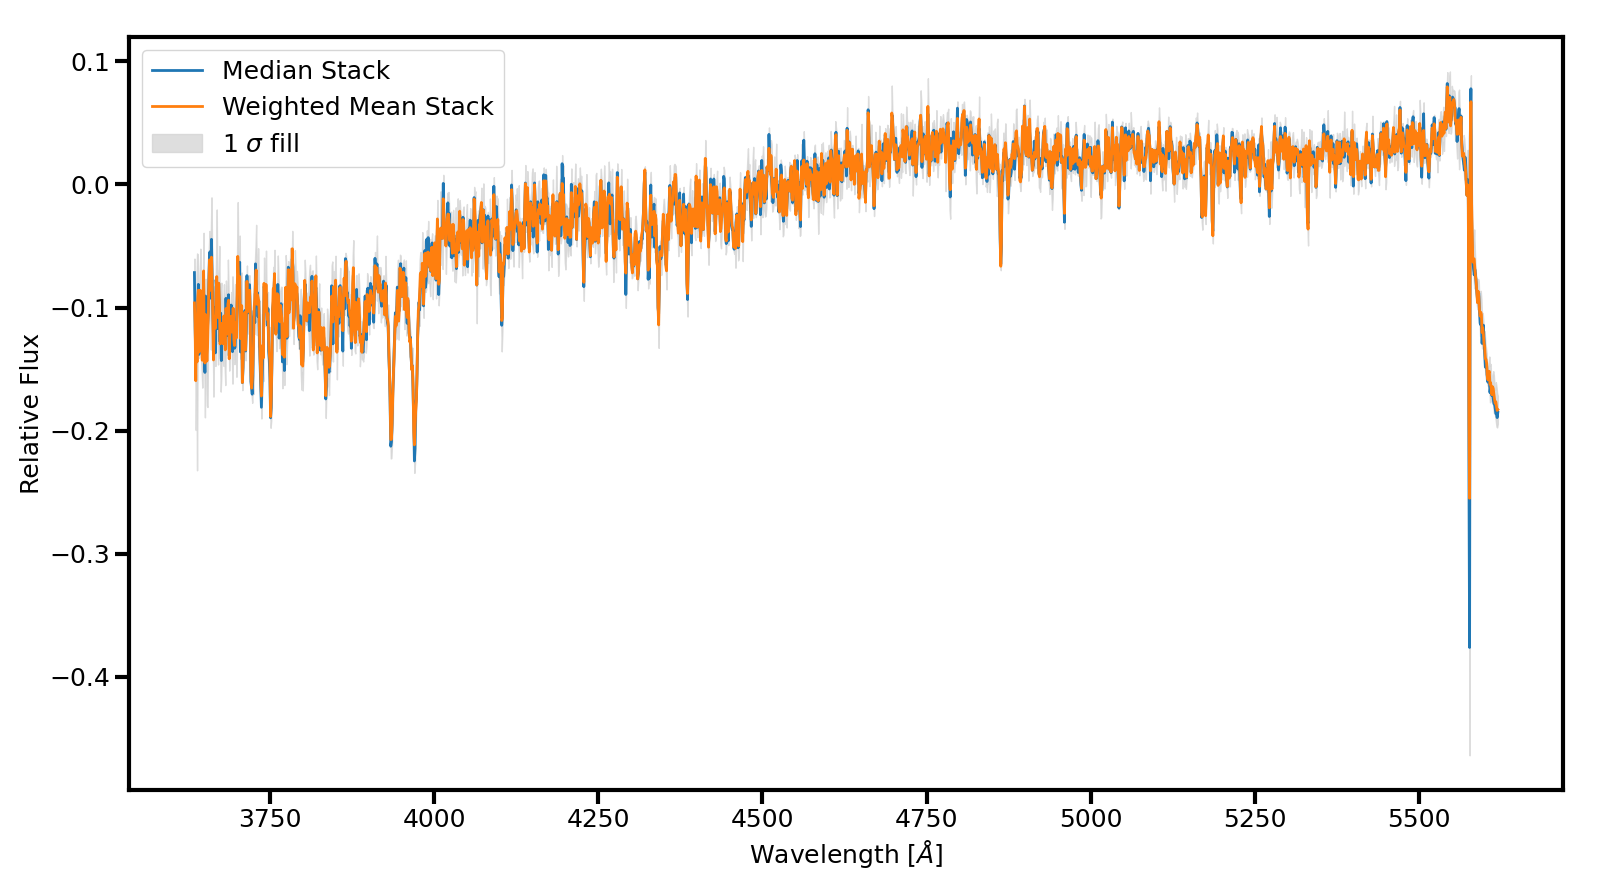 Median Stack
Weighted Mean Stack
1 σ fill
0.1
0.0
−0.1
−0.2
−0.3
−0.4
Relative Flux
3750 4000 4250 4500 4750 5000 5250 5500
Wavelength [Å]